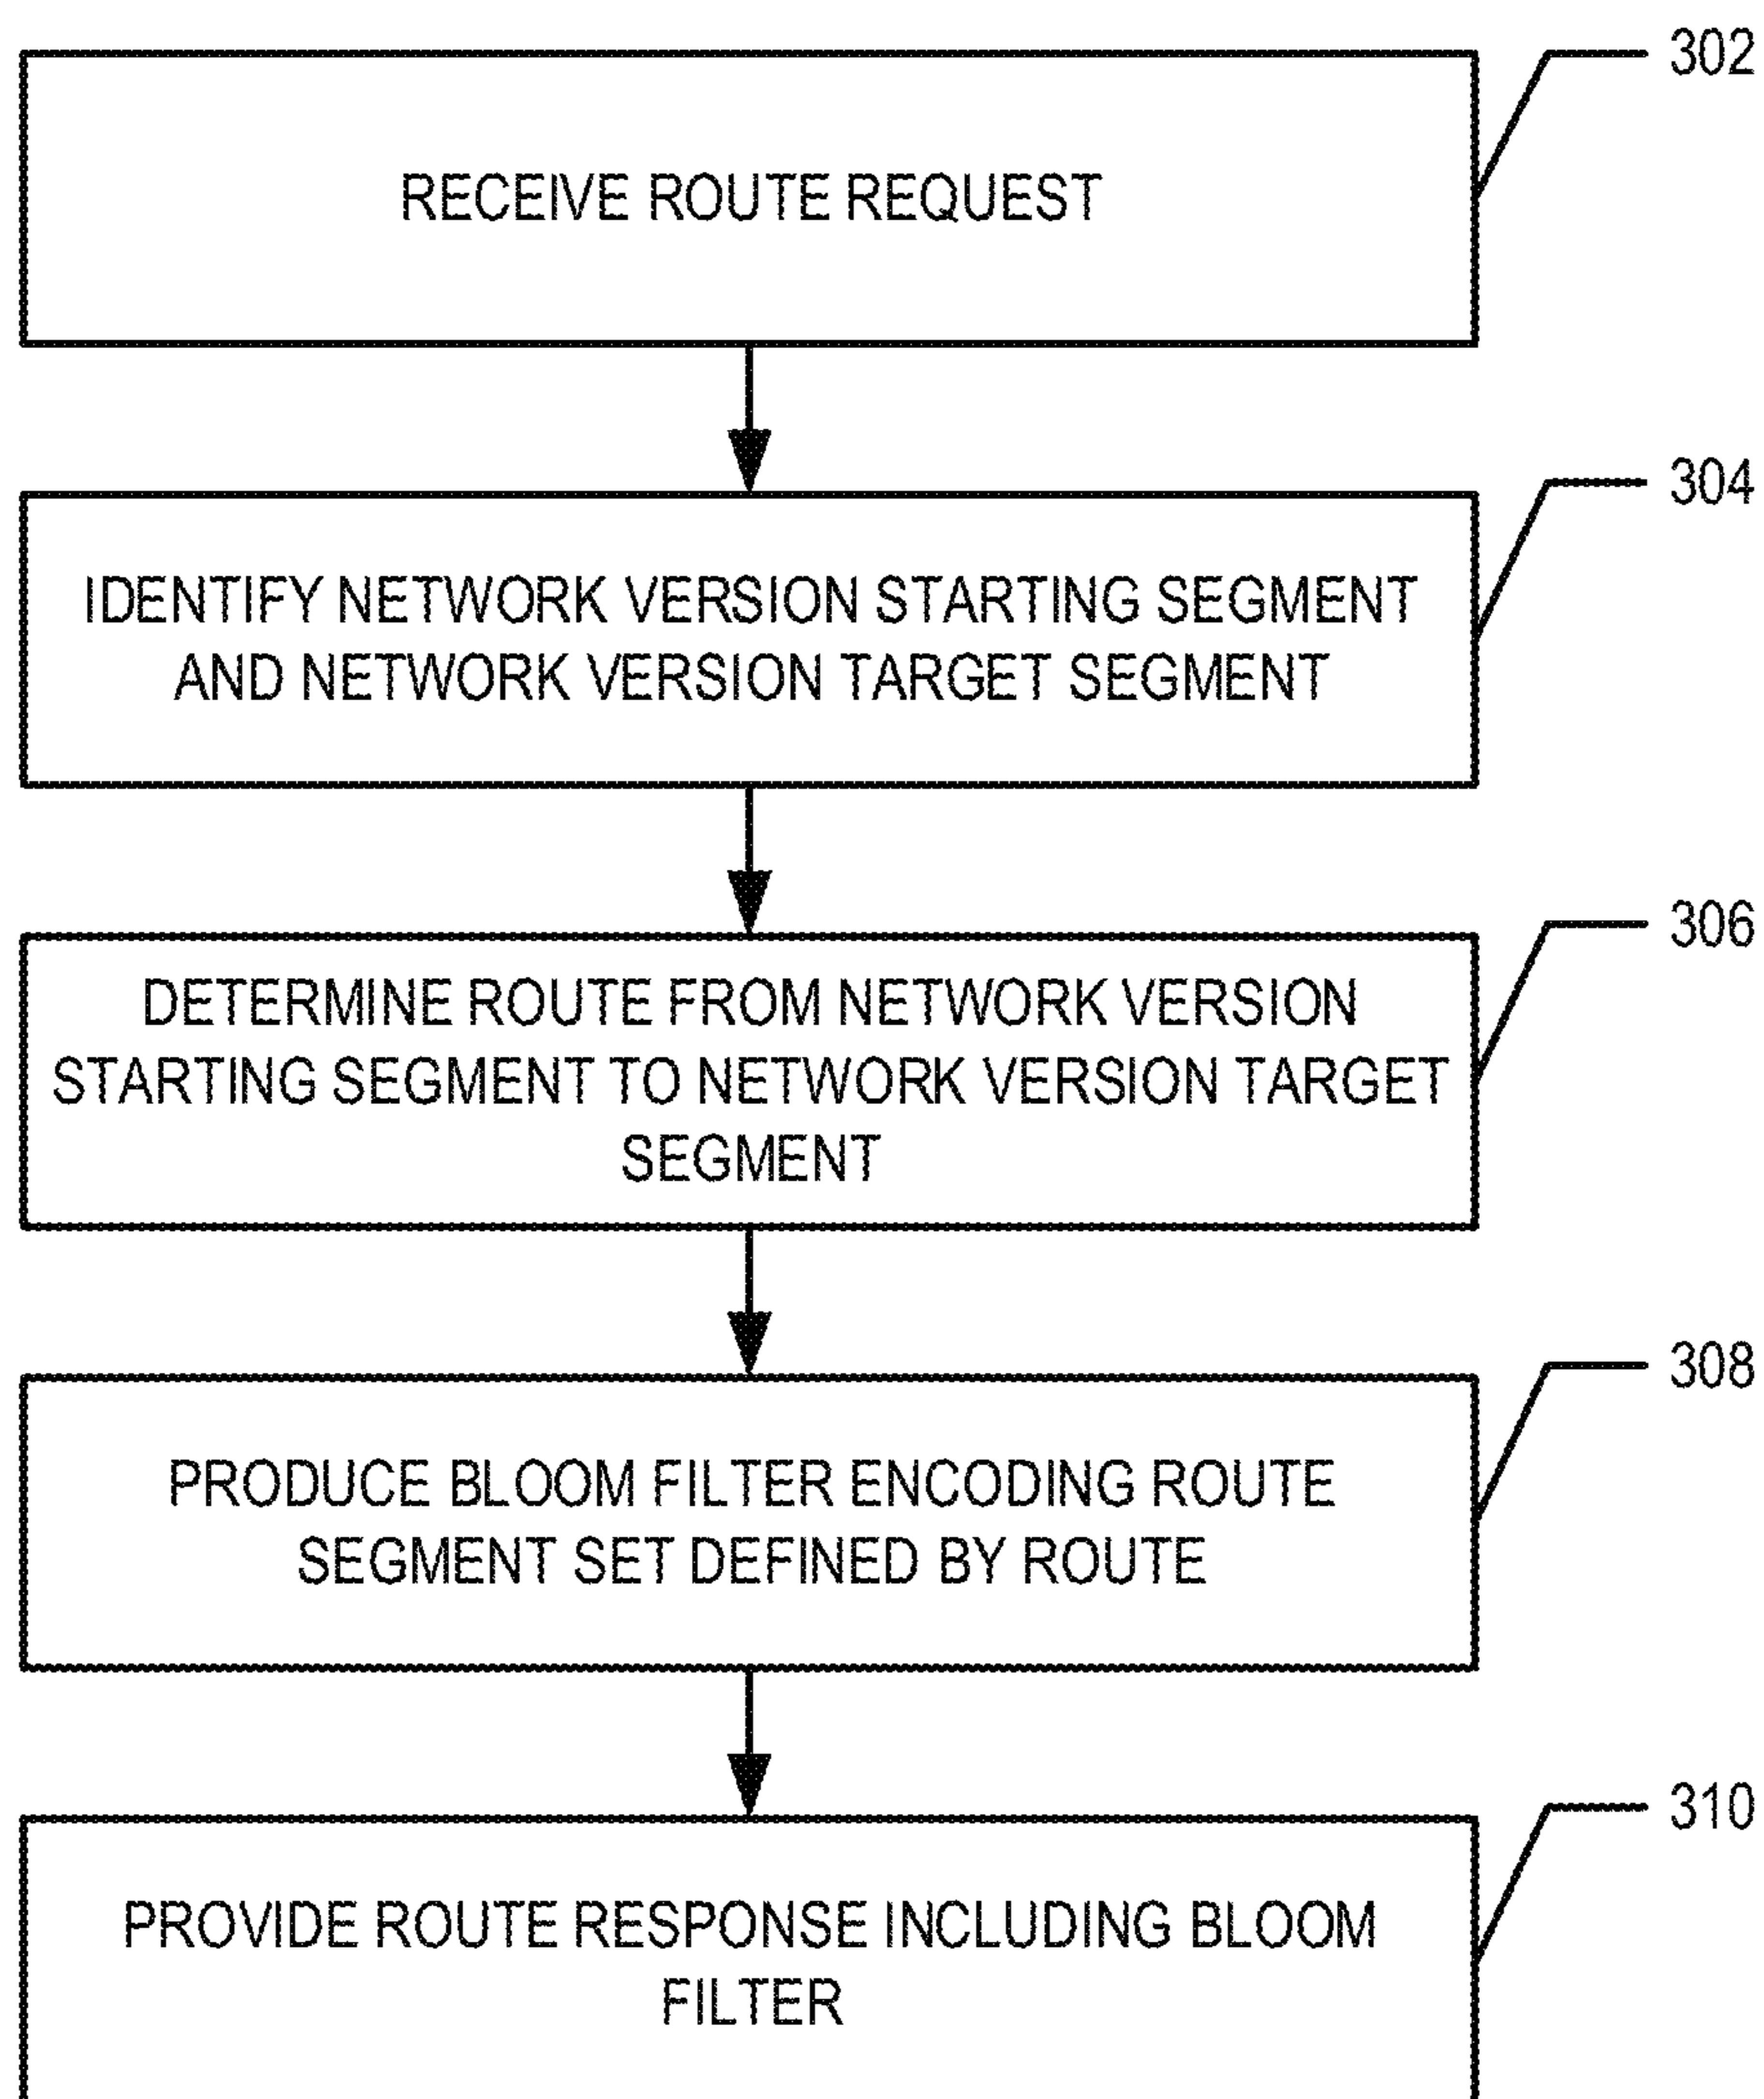 302
RECEIVE ROUTE REQUEST
304
IDENTIFY NETWORK VERSION STARTING SEGMENT
AND NETWORK VERSION TARGET SEGMENT
306
DETERMINE ROUTE FROM NETWORK VERSION
STARTING SEGMENT TO NETWORK VERSION TARGET
SEGMENT
308
PRODUCE BLOOM FILTER ENCODING ROUTE
SEGMENT SET DEFINED BY ROUTE
310
PROVIDE ROUTE RESPONSE INCLUDING BLOOM
FILTER